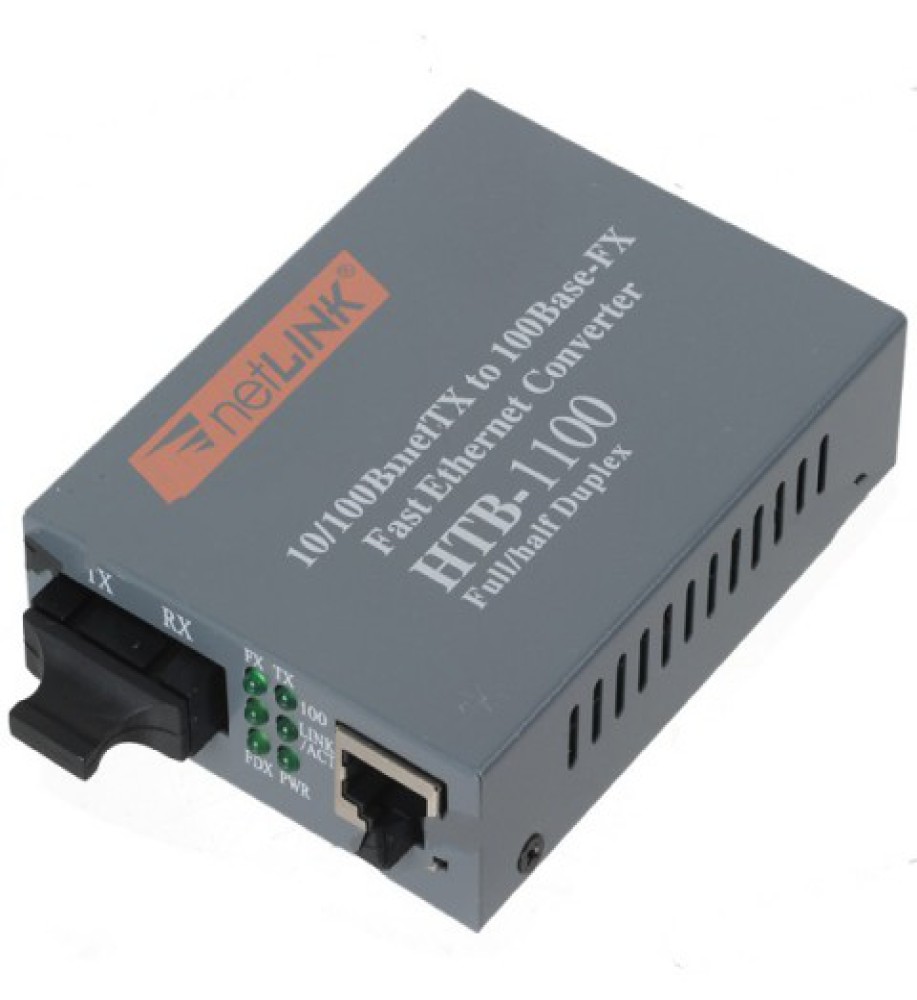 netLINK®
10/100BmetTX to 100Base-FX
Fast Ethernet Converter
HTB-1100
Full/half Duplex
TX
RX
FX TX
100
LINK
/ACT
FDX PWR